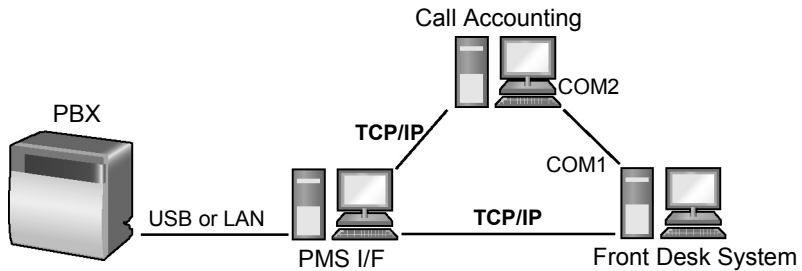 Call Accounting
COM2
PBX
TCP/IP
COM1
USB or LAN
TCP/IP
PMS I/F
Front Desk System